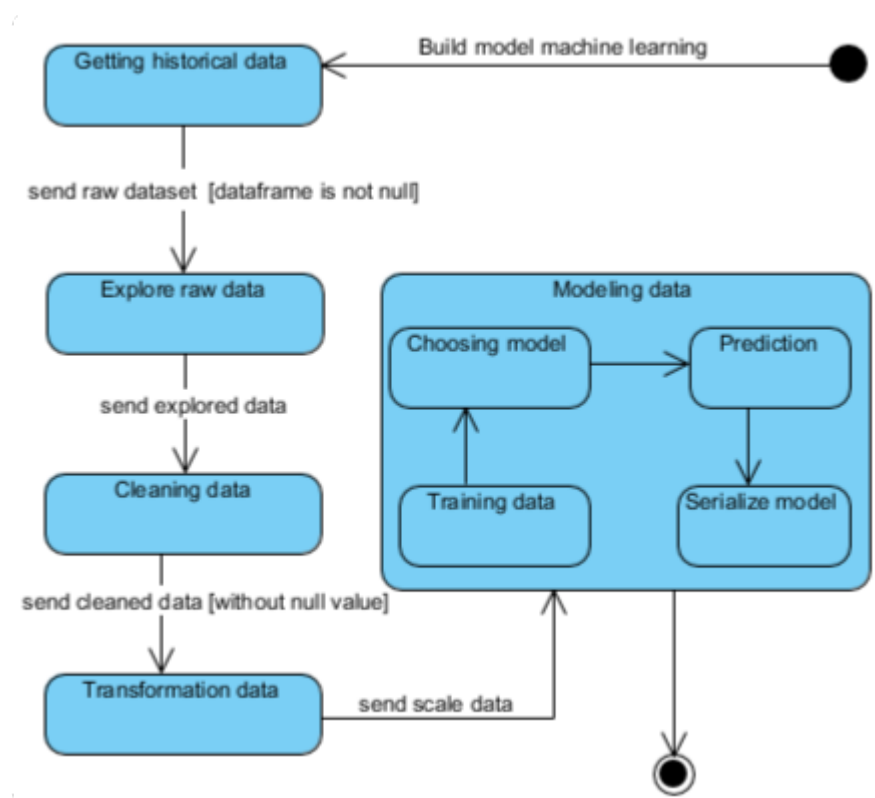 Build model machine learning
Getting historical data
send raw dataset [dataframe is not null]
Explore raw data
Modeling data
Choosing model
Prediction
send explored data
Cleaning data
Training data
Serialize model
send cleaned data [without null value]
Transformation data
send scale data